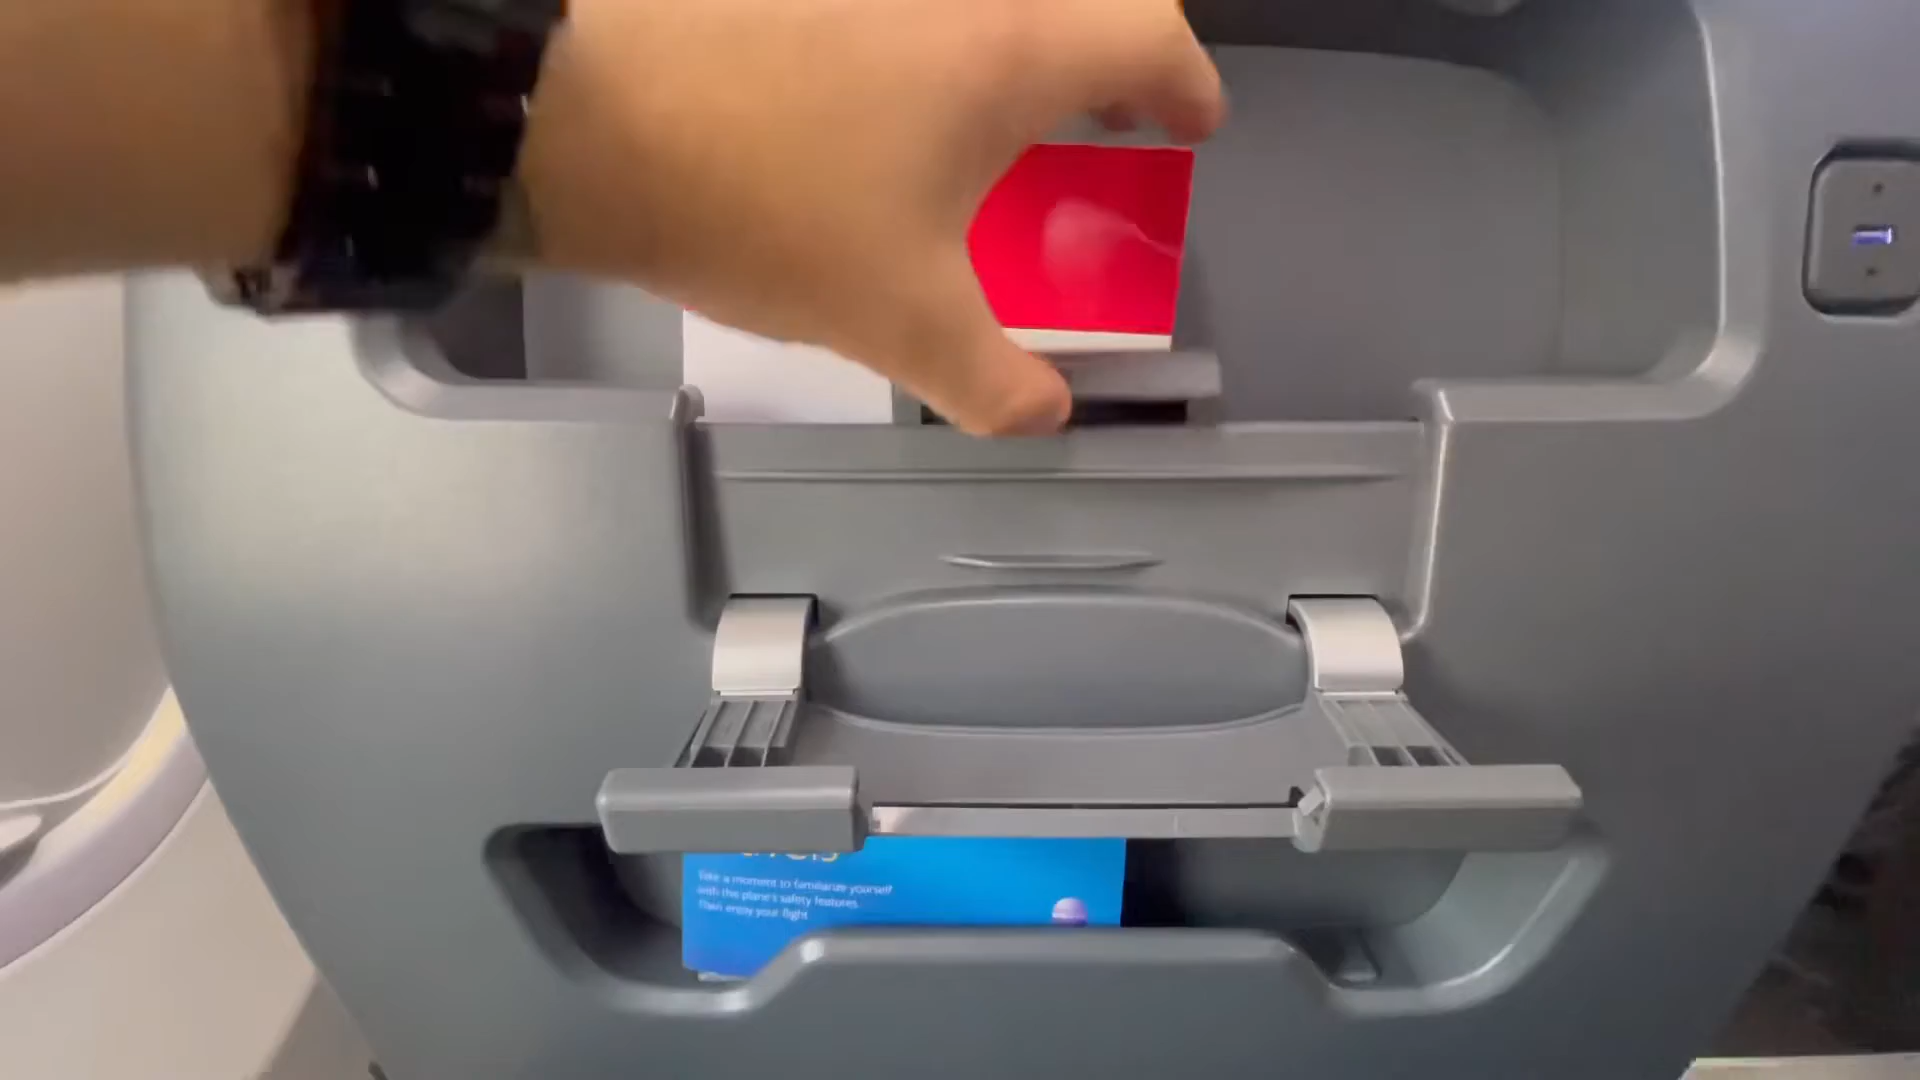 Take a moment to familiarize yourself
with the plane's safety features.
Then enjoy your flight